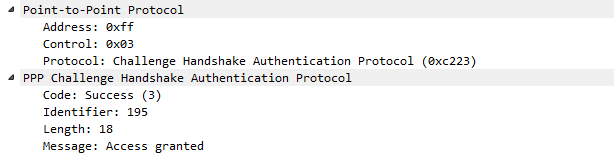 Point-to-Point Protocol
Address: 0xff
Control: 0x03
Protocol: Challenge Handshake Authentication Protocol (0xc223)
PPP Challenge Handshake Authentication Protocol
Code: Success (3)
Identifier: 195
Length: 18
Message: Access granted